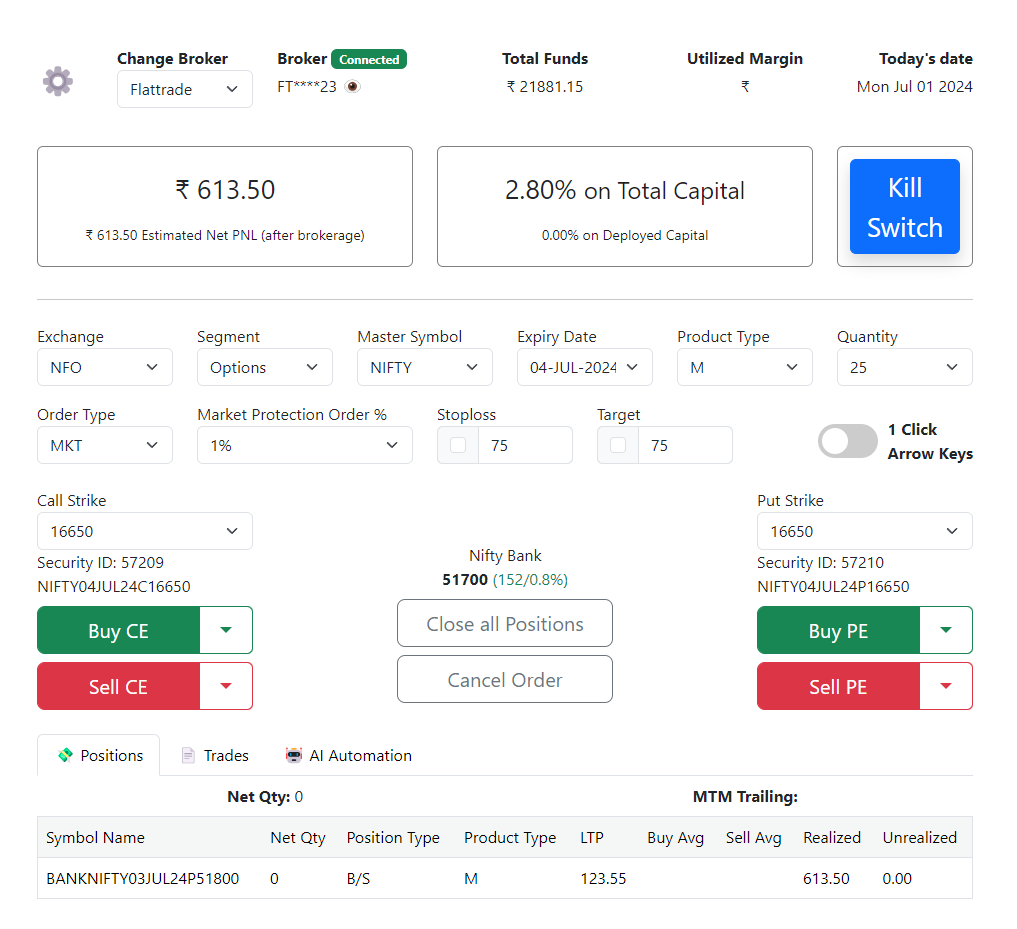 Change Broker
Broker Connected
Total Funds
Utilized Margin
Today's date
Flattrade
FT****23
₹ 21881.15
₹
Mon Jul 01 2024
₹ 613.50
₹ 613.50 Estimated Net PNL (after brokerage)
2.80% on Total Capital
0.00% on Deployed Capital
Kill
Switch
Exchange
Segment
Master Symbol
Expiry Date
Product Type
Quantity
NFO
Options
NIFTY
04-JUL-2024
M
25
Order Type
Market Protection Order %
Stoploss
Target
MKT
1%
75
75
1 Click
Arrow Keys
Call Strike
16650
Security ID: 57209
NIFTY04JUL24C16650
Buy CE
Sell CE
Nifty Bank
51700 (152/0.8%)
Close all Positions
Cancel Order
Put Strike
16650
Security ID: 57210
NIFTY04JUL24P16650
Buy PE
Sell PE
Positions
Trades
AI Automation
Net Qty: 0
MTM Trailing:
Symbol Name Net Qty Position Type Product Type LTP Buy Avg Sell Avg Realized Unrealized
BANKNIFTY03JUL24P51800 0 B/S M 123.55 613.50 0.00